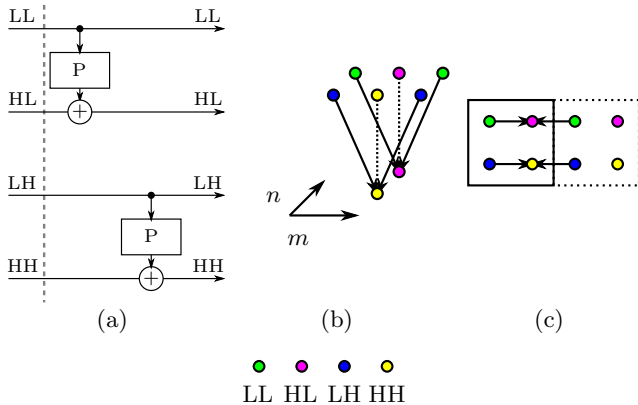 LL LL
P
HL + HL
LH LH
P
HH + HH
n
m
(a) (b) (c)
LL HL LH HH